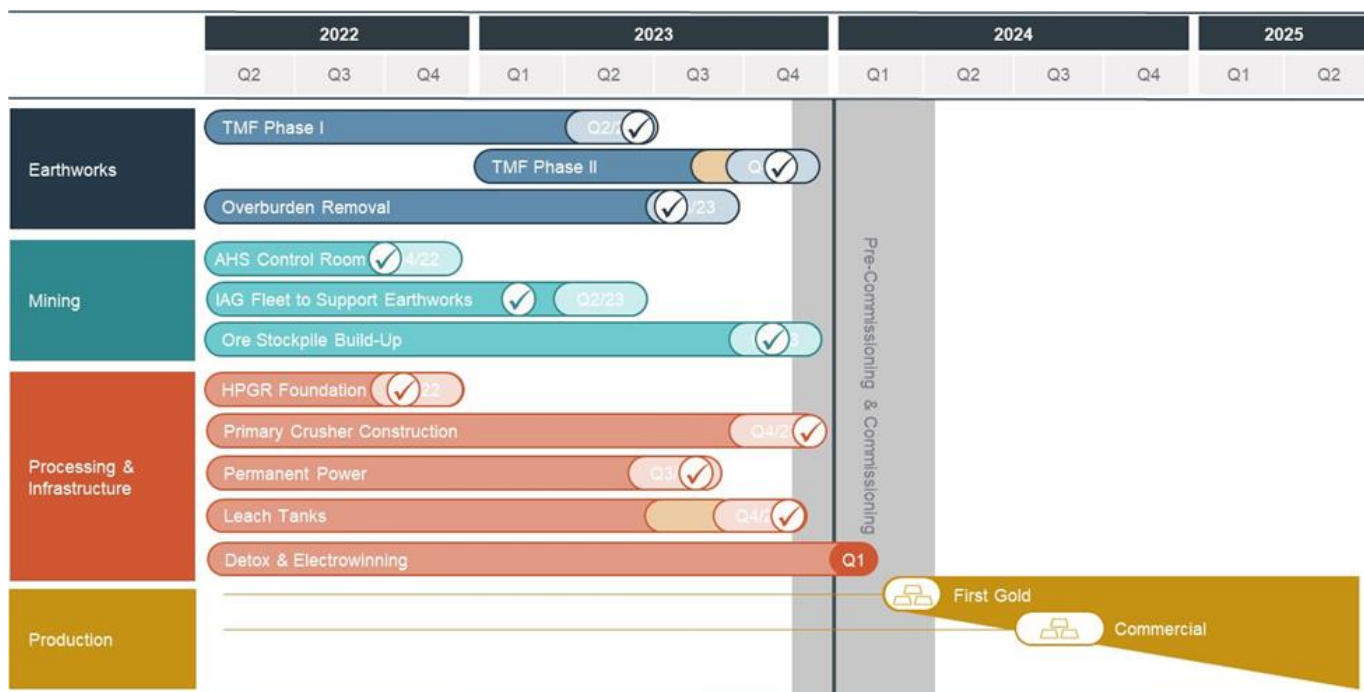 2022 2023 2024 2025
Q2 Q3 Q4 Q1 Q2 Q3 Q4 Q1 Q2 Q3 Q4 Q1 Q2
Earthworks
TMF Phase I
TMF Phase II
Overburden Removal
Mining
AHS Control Room
IAG Fleet to Support Earthworks Q2/23
Ore Stockpile Build-Up
Processing &
Infrastructure
HPGR Foundation
Primary Crusher Construction
Permanent Power
Leach Tanks
Detox & Electrowinning Q1
Pre-Commissioning & Commissioning
Production
First Gold
Commercial